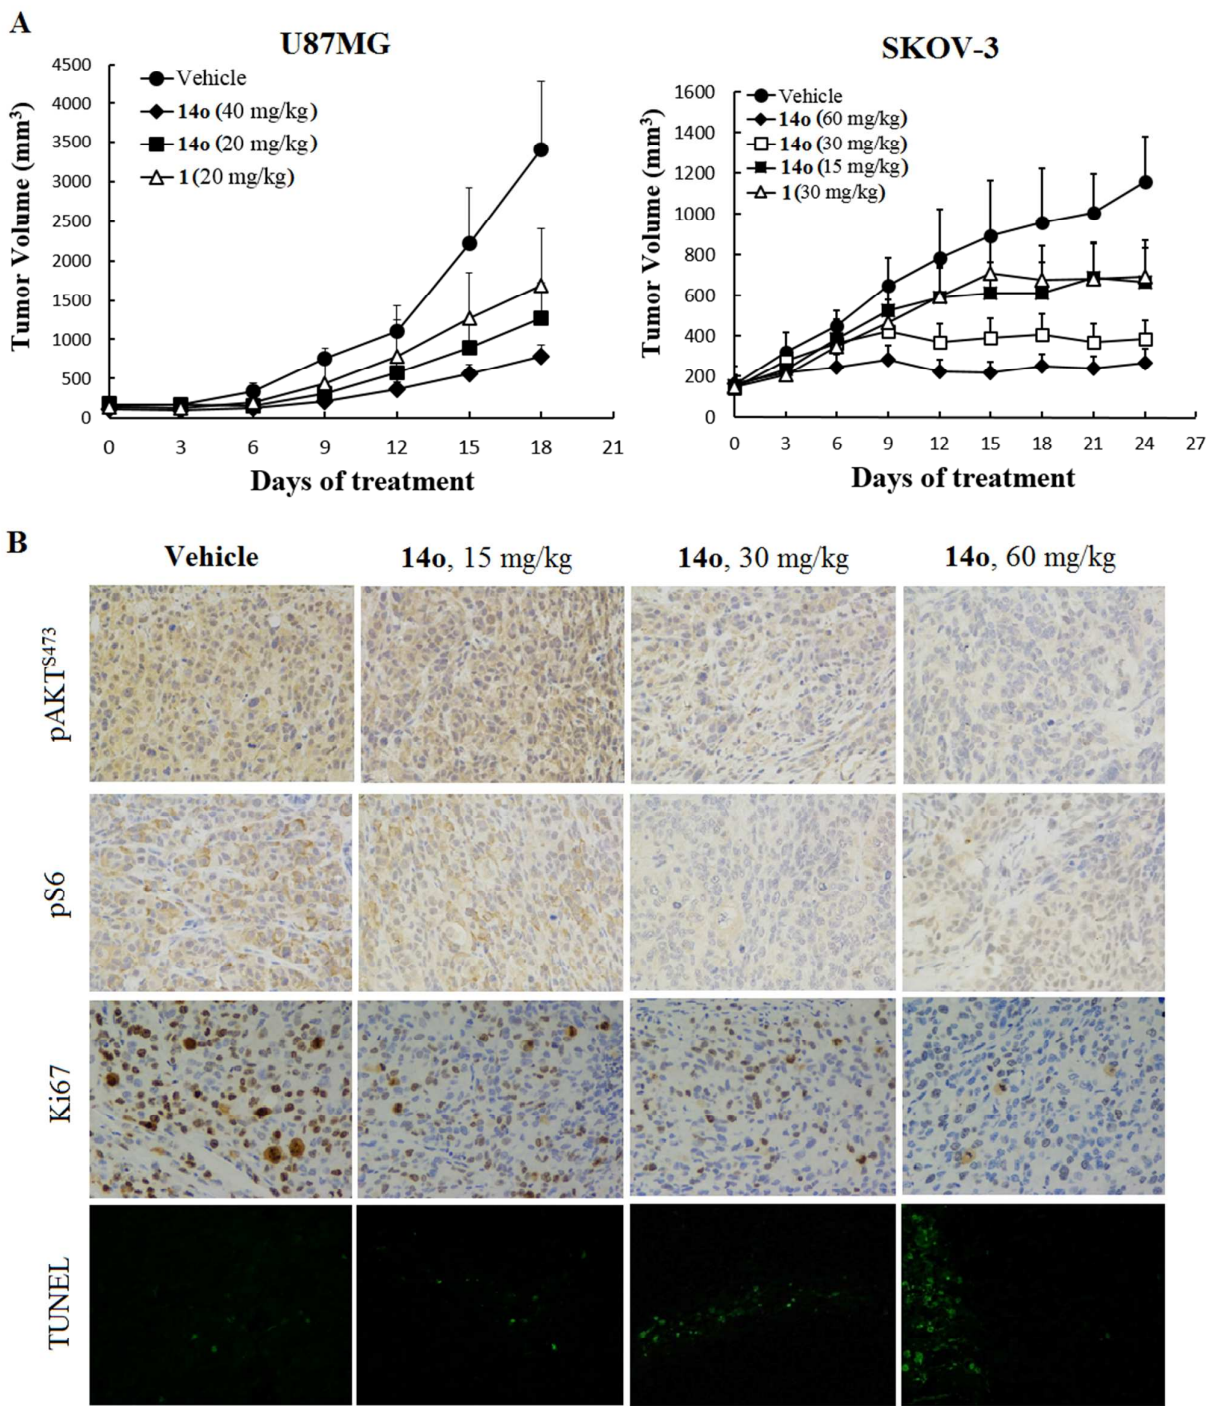 A
U87MG
Tumor Volume (mm³)
4500
4000
3500
3000
2500
2000
1500
1000
500
0
Vehicle
14o (40 mg/kg)
14o (20 mg/kg)
1 (20 mg/kg)
0 3 6 9 12 15 18 21
Days of treatment
SKOV-3
Tumor Volume (mm³)
1600
1400
1200
1000
800
600
400
200
0
Vehicle
14o (60 mg/kg)
14o (30 mg/kg)
14o (15 mg/kg)
1 (30 mg/kg)
0 3 6 9 12 15 18 21 24 27
Days of treatment
B
Vehicle 14o, 15 mg/kg 14o, 30 mg/kg 14o, 60 mg/kg
pAKTS473
pS6
Ki67
TUNEL